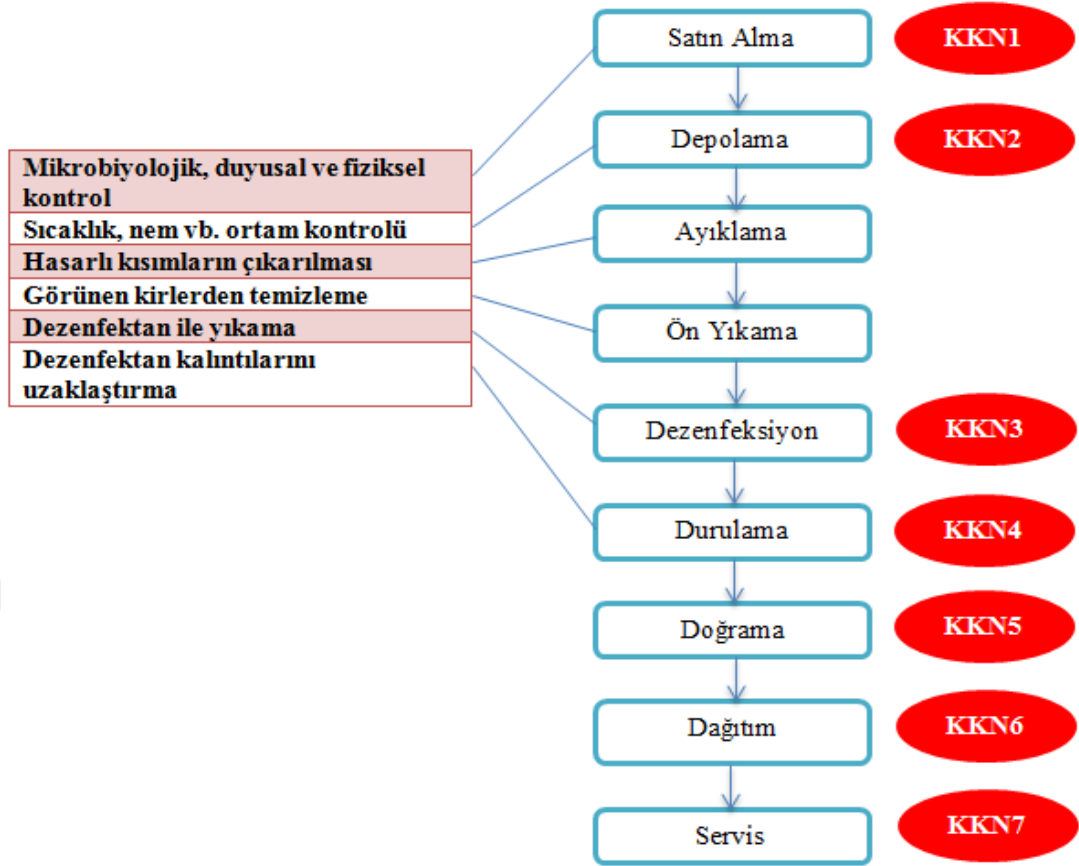 Satın Alma
KKN1
Depolama
KKN2
Mikrobiyolojik, duyusal ve fiziksel
kontrol
Sıcaklık, nem vb. ortam kontrolü
Hasarlı kısımların çıkarılması
Görünen kirlerden temizleme
Dezenfektan ile yıkama
Dezenfektan kalıntılarını
uzaklaştırma
Ayıklama
Ön Yıkama
Dezenfeksiyon
KKN3
Durulama
KKN4
Doğrama
KKN5
Dağıtım
KKN6
Servis
KKN7